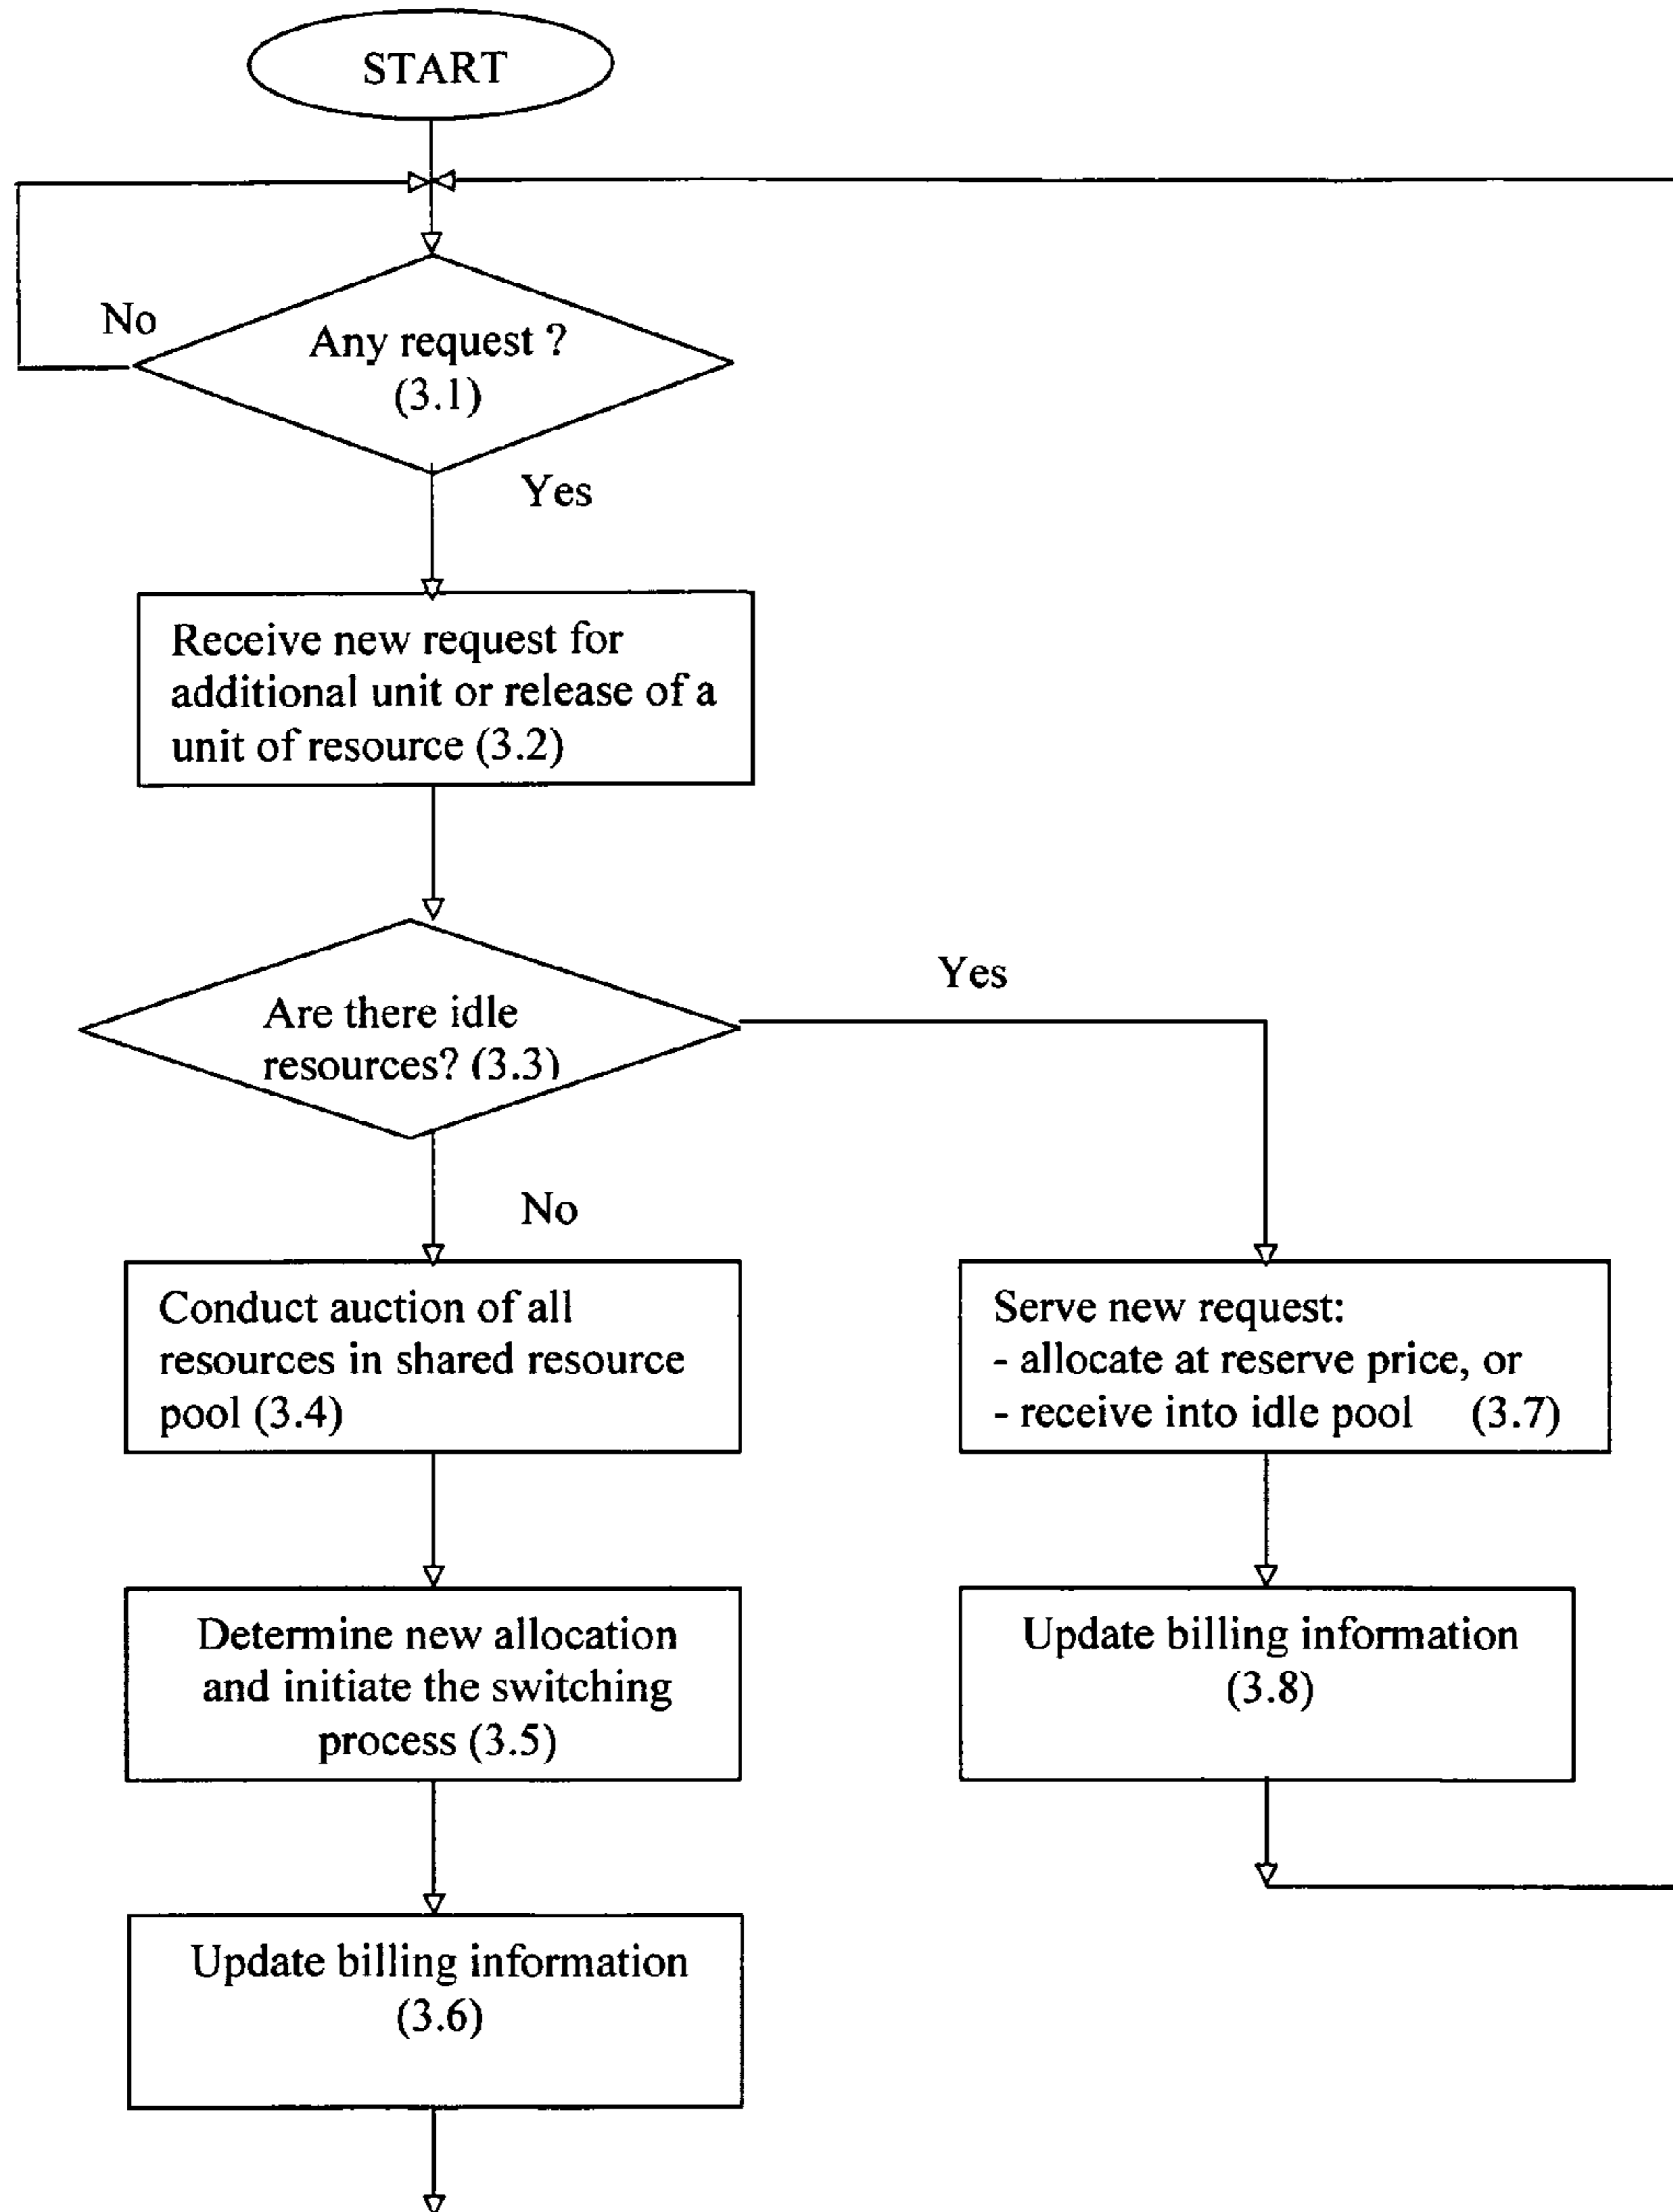 START
No
Any request ?
(3.1)
Yes
Receive new request for
additional unit or release of a
unit of resource (3.2)
Are there idle
resources? (3.3)
Yes
No
Conduct auction of all
resources in shared resource
pool (3.4)
Serve new request:
- allocate at reserve price, or
- receive into idle pool (3.7)
Determine new allocation
and initiate the switching
process (3.5)
Update billing information
(3.8)
Update billing information
(3.6)